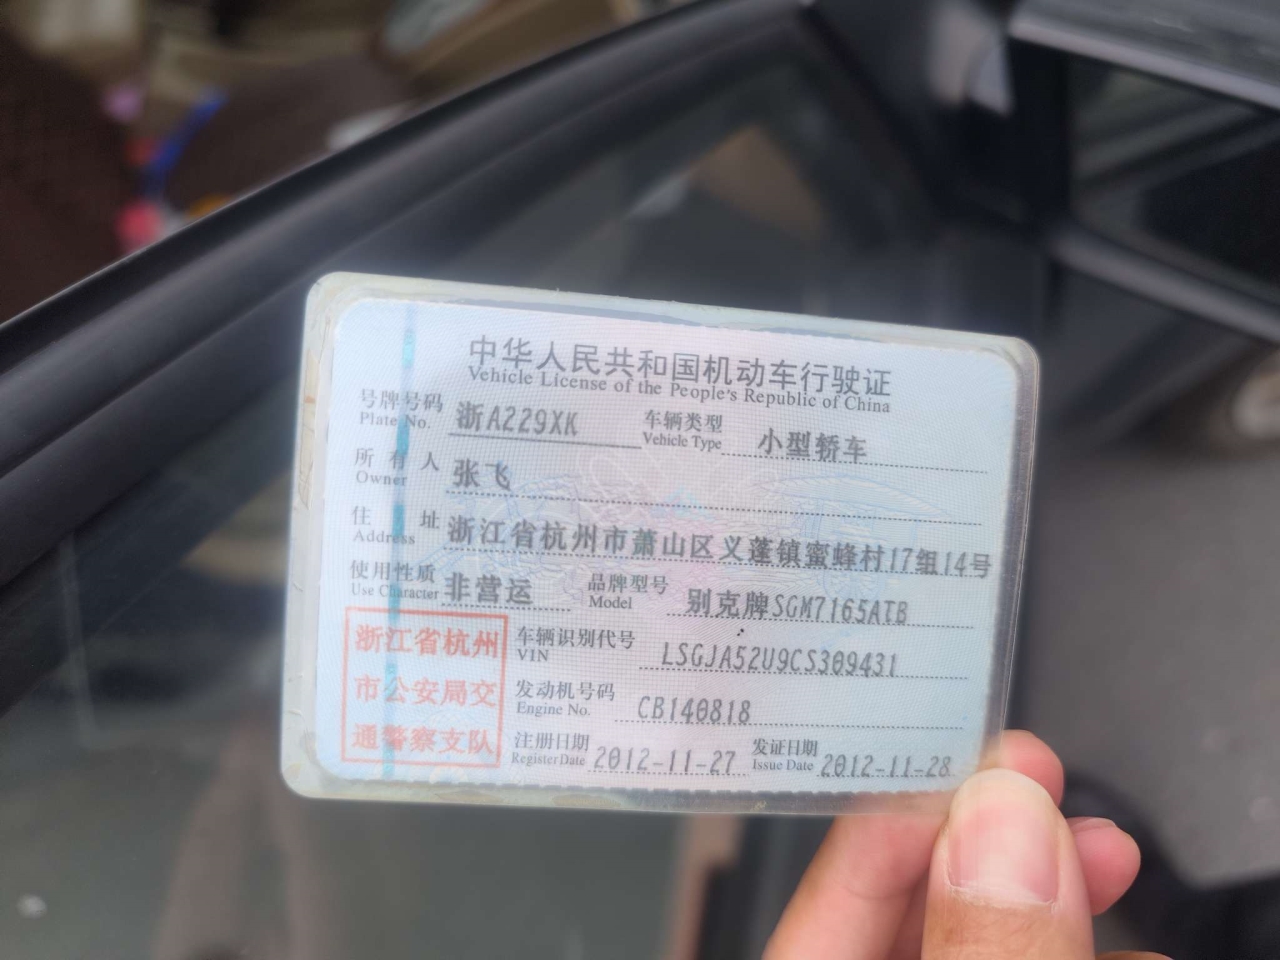 中华人民共和国机动车行驶证
Vehicle License of the People's Republic of China
号牌号码 浙A229XK 车辆类型 小型轿车
Plate No. Vehicle Type
所有人 张飞
Owner
住址 浙江省杭州市萧山区义蓬镇蜜蜂村17组14号
Address
使用性质 非营运 品牌型号 别克牌SGM7165ATB
Use Character Model
浙江省杭州
市公安局交
通警察支队
车辆识别代号 LSGJA52U9CS309431
VIN
发动机号码 CB140818
Engine No.
注册日期 2012-11-27 发证日期 2012-11-28
Register Date Issue Date